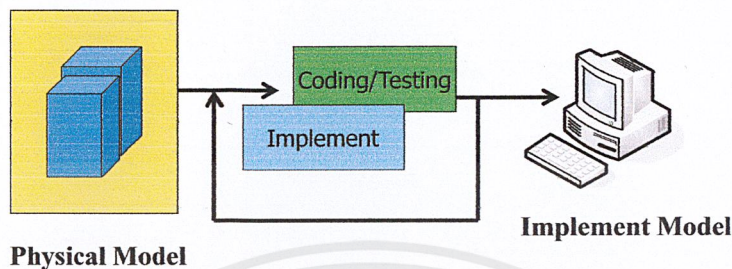 Coding/Testing
Implement
Implement Model
Physical Model